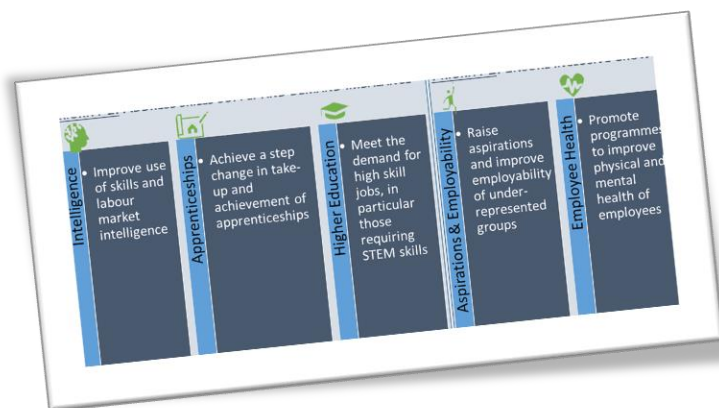 Intelligence
• Improve use
of skills and
labour
market
intelligence
Apprenticeships
• Achieve a step
change in take-
up and
achievement of
apprenticeships
Higher Education
• Meet the
demand for
high skill
jobs, in
particular
those
requiring
STEM skills
Aspirations & Employability
• Raise
aspirations
and improve
employability
of under-
represented
groups
Employee Health
• Promote
programmes
to improve
physical and
mental
health of
employees